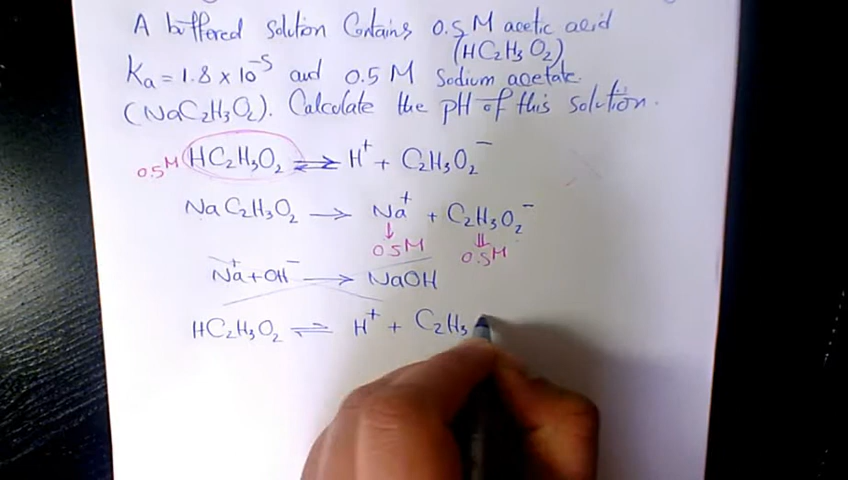 A buffered solution Contains 0.5 M acetic acid
(HC₂H₃O₂)
Ka = 1.8 × 10⁻⁵ and 0.5 M Sodium acetate.
(NaC₂H₃O₂). Calculate the pH of this solution.
0.5M HC₂H₃O₂ ⇌ H⁺ + C₂H₃O₂⁻
NaC₂H₃O₂ → Na⁺ + C₂H₃O₂⁻
↓ ⇓
0.5M 0.5M
Na⁺ + OH⁻ → NaOH
HC₂H₃O₂ ⇌ H⁺ + C₂H₃